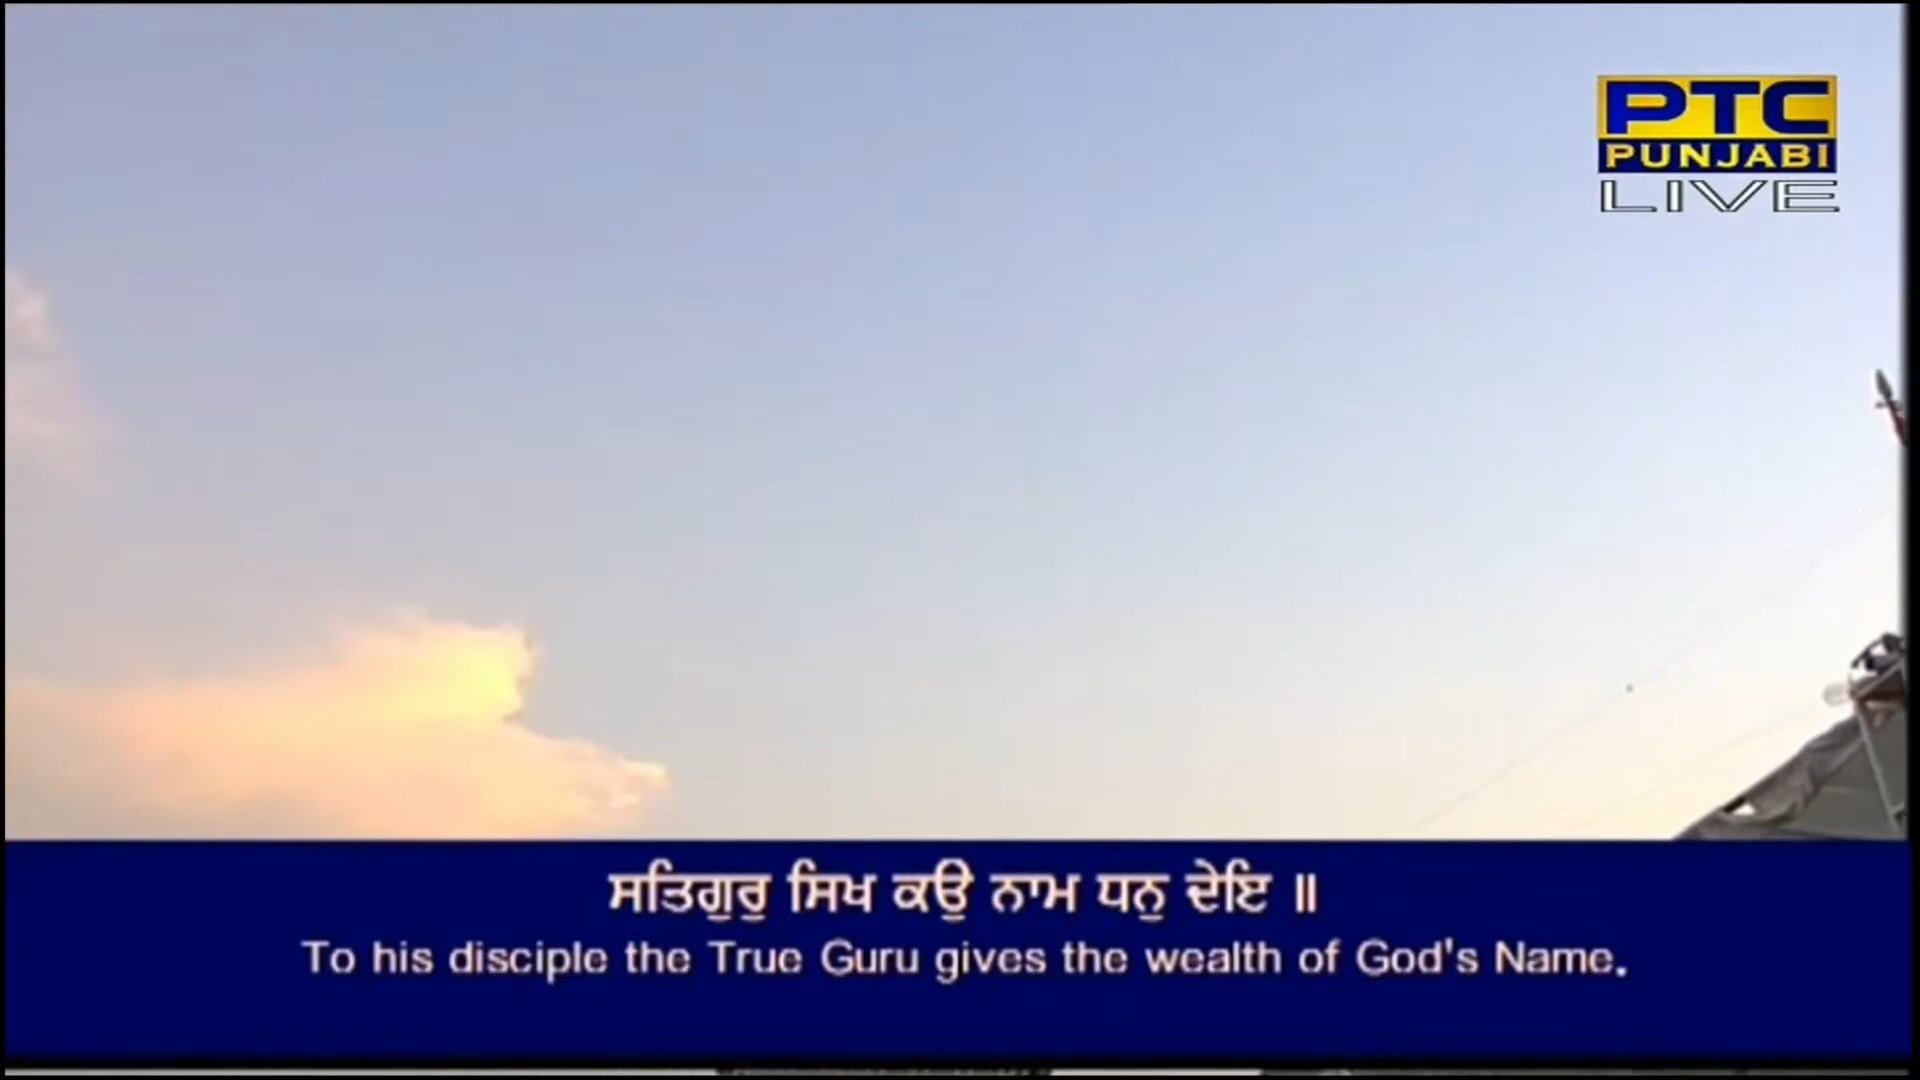 PTC
PUNJABI
LIVE
ਸਤਿਗੁਰੁ ਸਿਖ ਕਉ ਨਾਮ ਧਨੁ ਦੇਇ ॥
To his disciple the True Guru gives the wealth of God's Name.